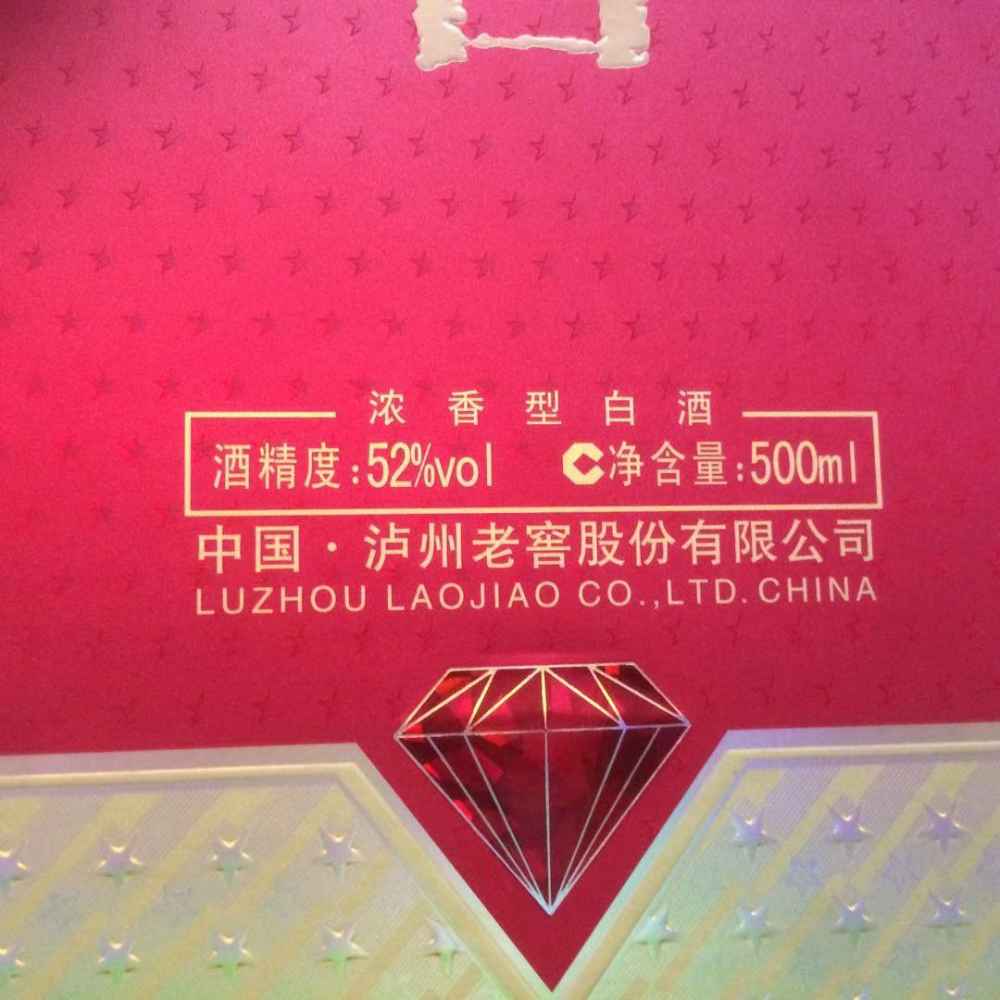 浓香型白酒
酒精度:52%vol C净含量:500ml
中国·泸州老窖股份有限公司
LUZHOU LAOJIAO CO.,LTD.CHINA